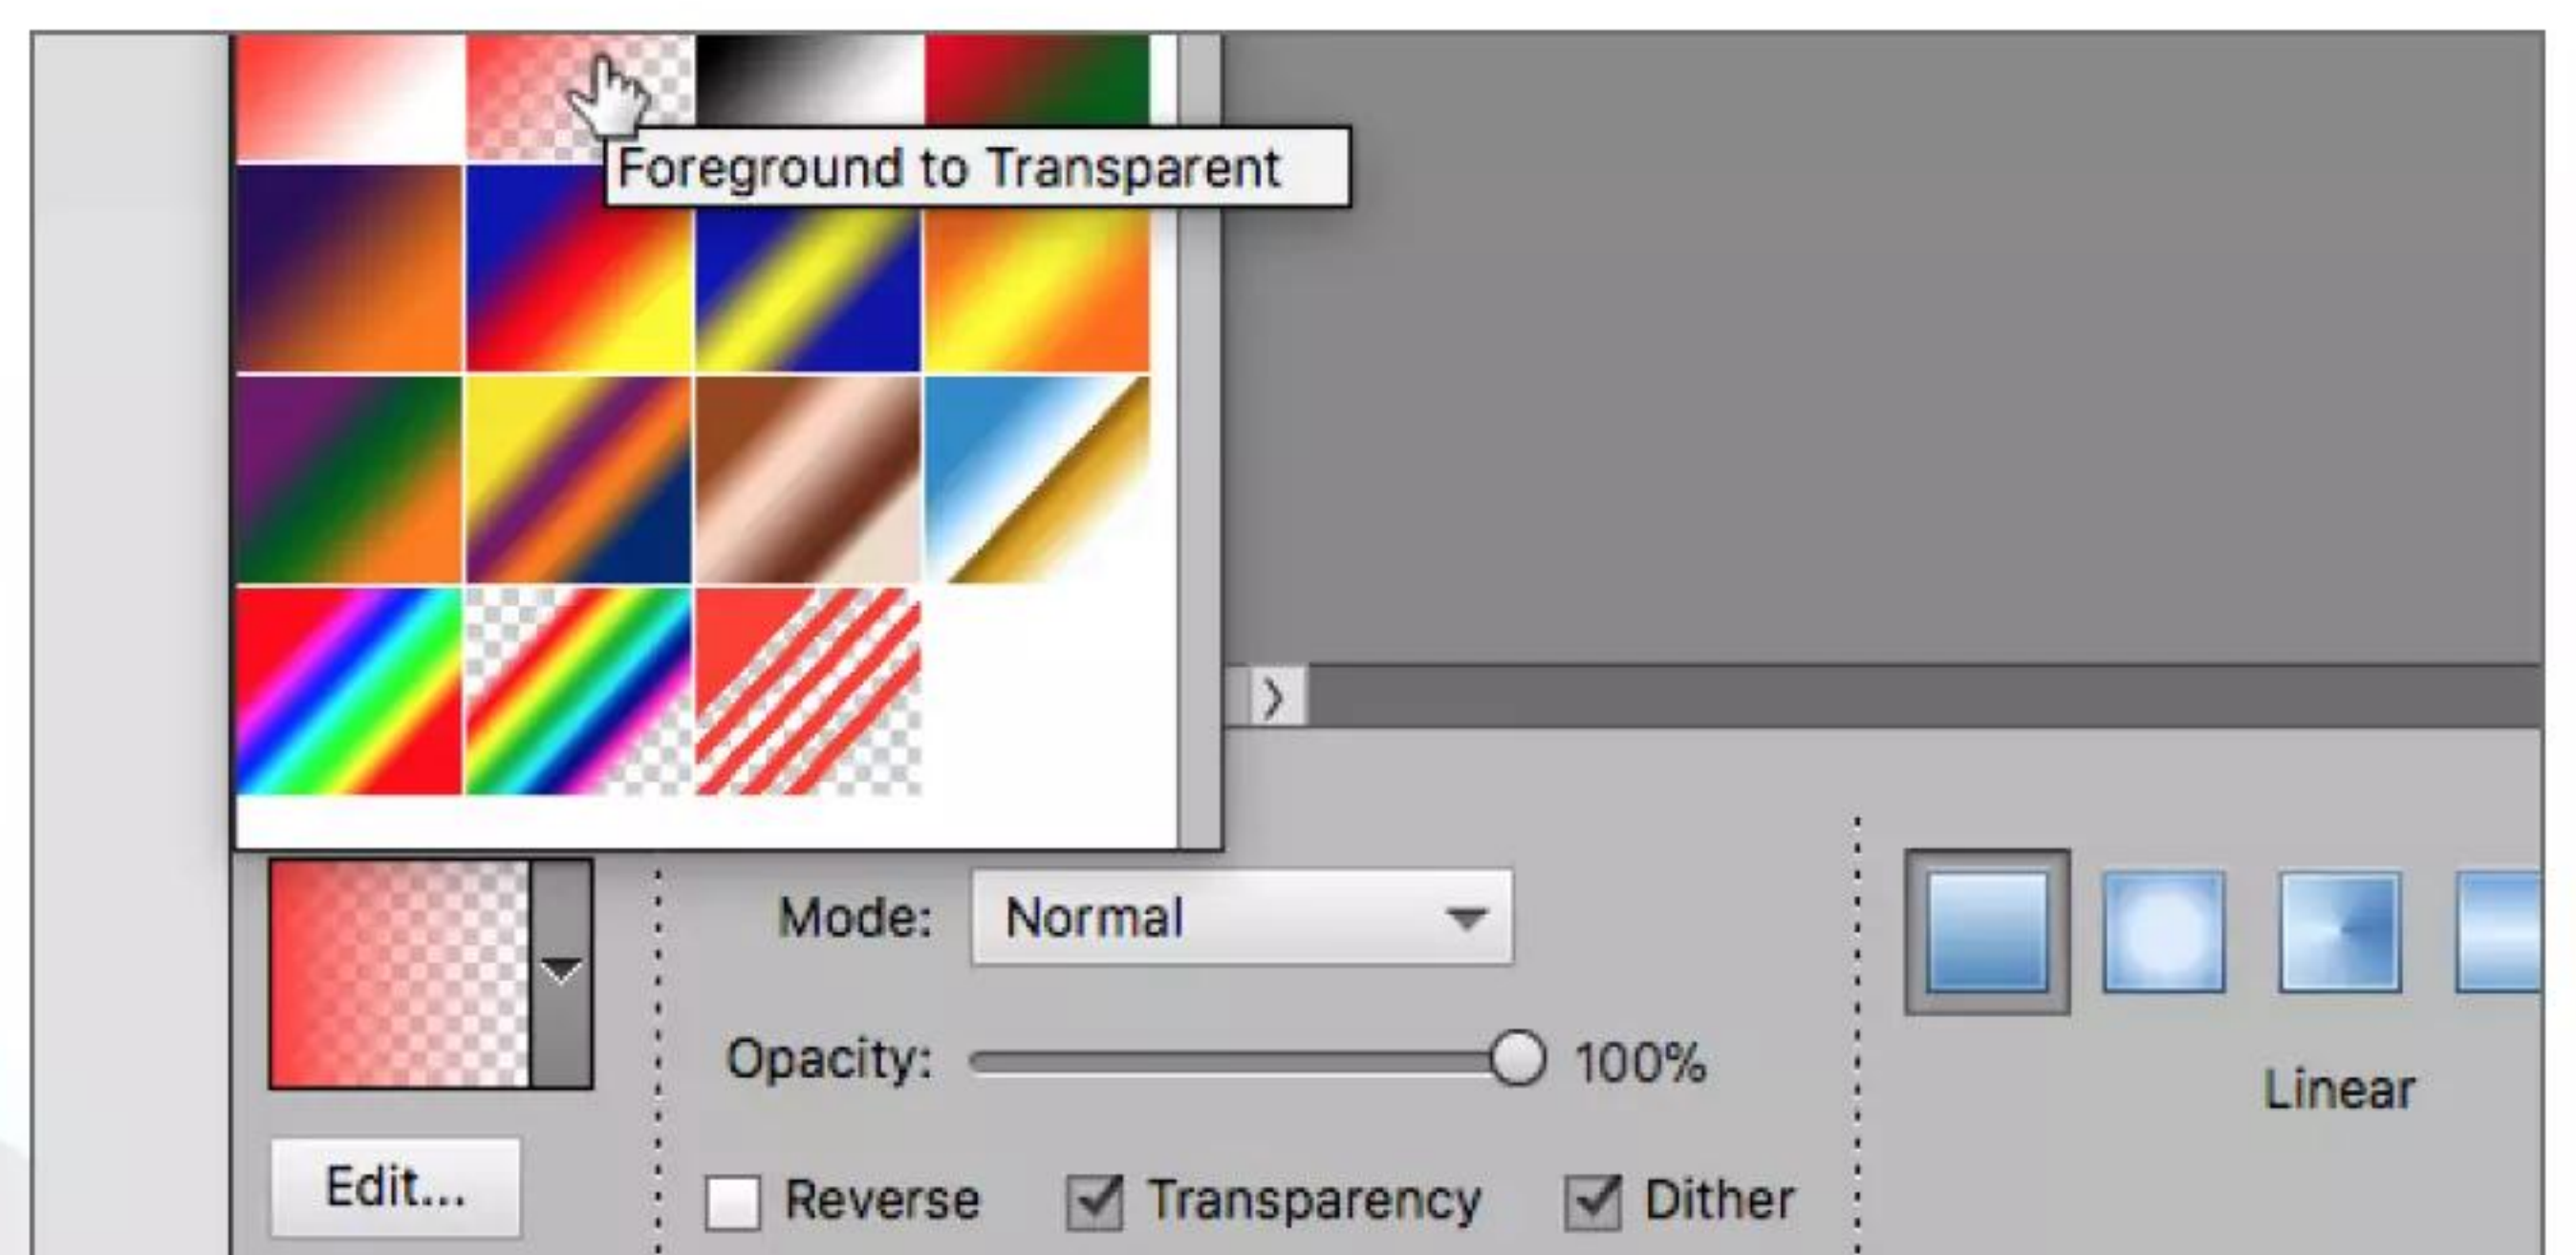 Foreground to Transparent
Mode: Normal
Opacity: 100%
Linear
Edit...
Reverse Transparency Dither